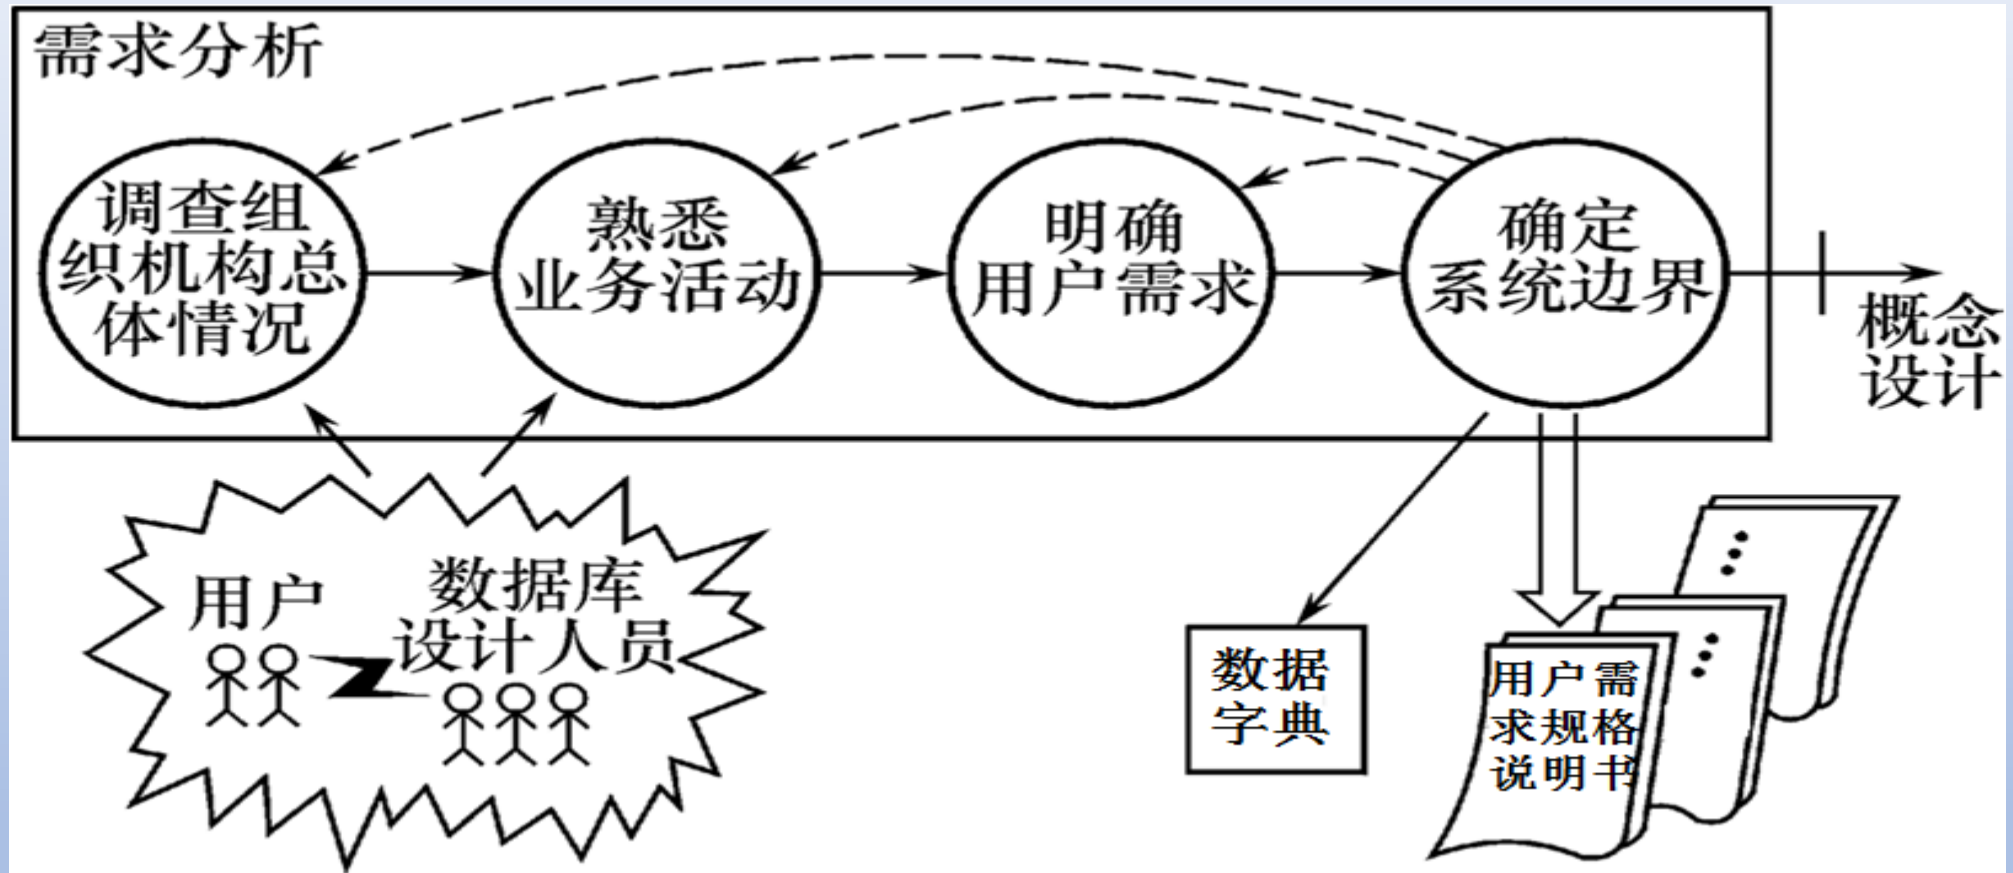 需求分析
调查组
织机构总
体情况
熟悉
业务活动
明确
用户需求
确定
系统边界
概念
设计
用户
数据库
设计人员
数据
字典
用户需
求规格
说明书